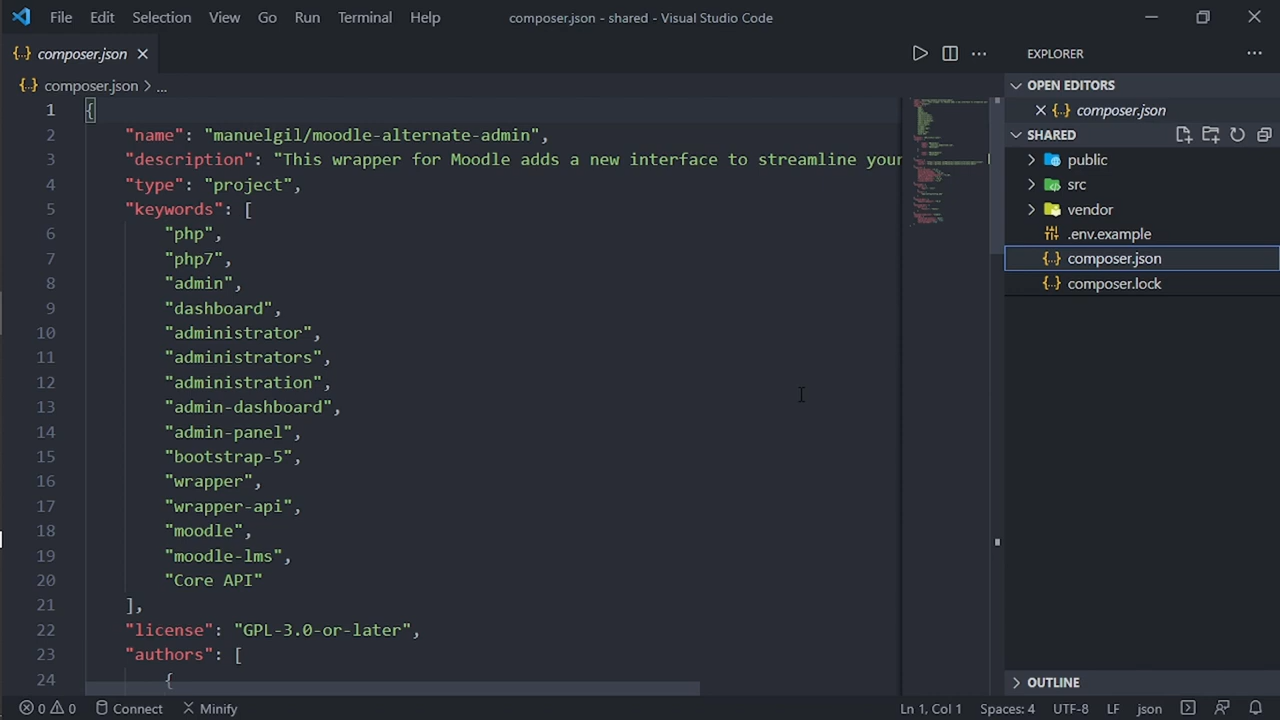 File Edit Selection View Go Run Terminal Help composer.json - shared - Visual Studio Code
composer.json
composer.json > ...
1 {
2 "name": "manuelgil/moodle-alternate-admin",
3 "description": "This wrapper for Moodle adds a new interface to streamline your
4 "type": "project",
5 "keywords": [
6 "php",
7 "php7",
8 "admin",
9 "dashboard",
10 "administrator",
11 "administrators",
12 "administration",
13 "admin-dashboard",
14 "admin-panel",
15 "bootstrap-5",
16 "wrapper",
17 "wrapper-api",
18 "moodle",
19 "moodle-lms",
20 "Core API"
21 ],
22 "license": "GPL-3.0-or-later",
23 "authors": [
24 {
EXPLORER
OPEN EDITORS
composer.json
SHARED
public
src
vendor
.env.example
composer.json
composer.lock
OUTLINE
0 0 Connect Minify Ln 1, Col 1 Spaces: 4 UTF-8 LF json